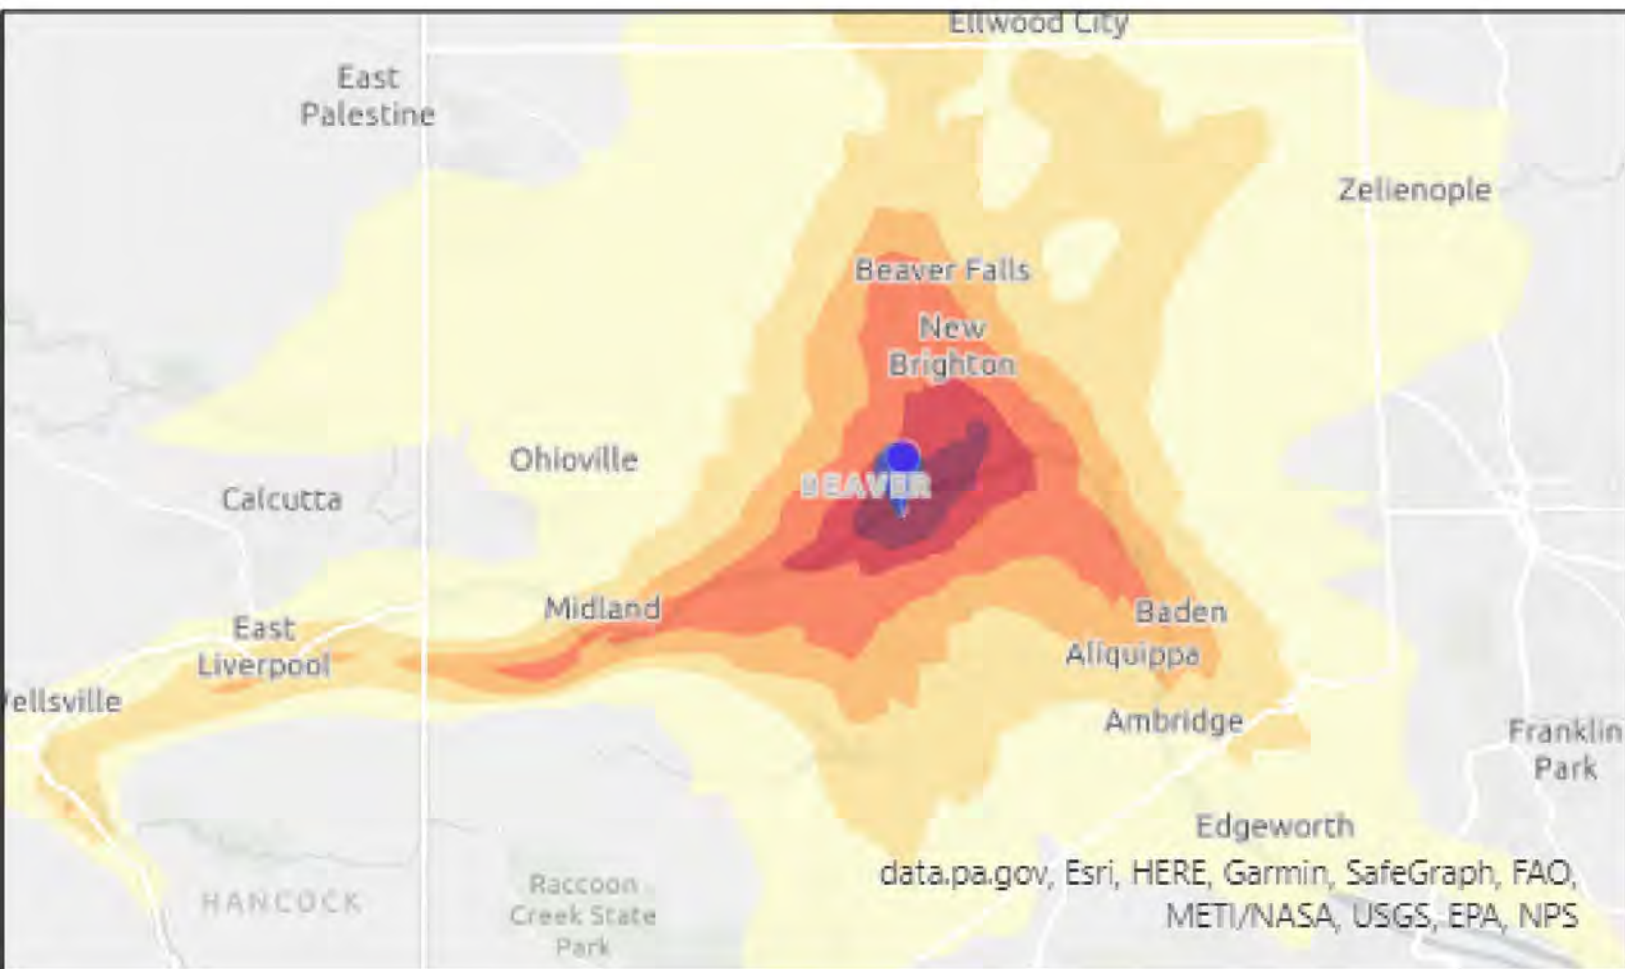 Ellwood City
East
Palestine
Zelienople
Beaver Falls
New
Brighton
Ohioville
BEAVER
Calcutta
Midland
Baden
East
Liverpool
Aliquippa
ellsville
Ambridge
Franklin
Park
Edgeworth
data.pa.gov, Esri, HERE, Garmin, SafeGraph, FAO,
METI/NASA, USGS, EPA, NPS
HANCOCK
Raccoon
Creek State
Park